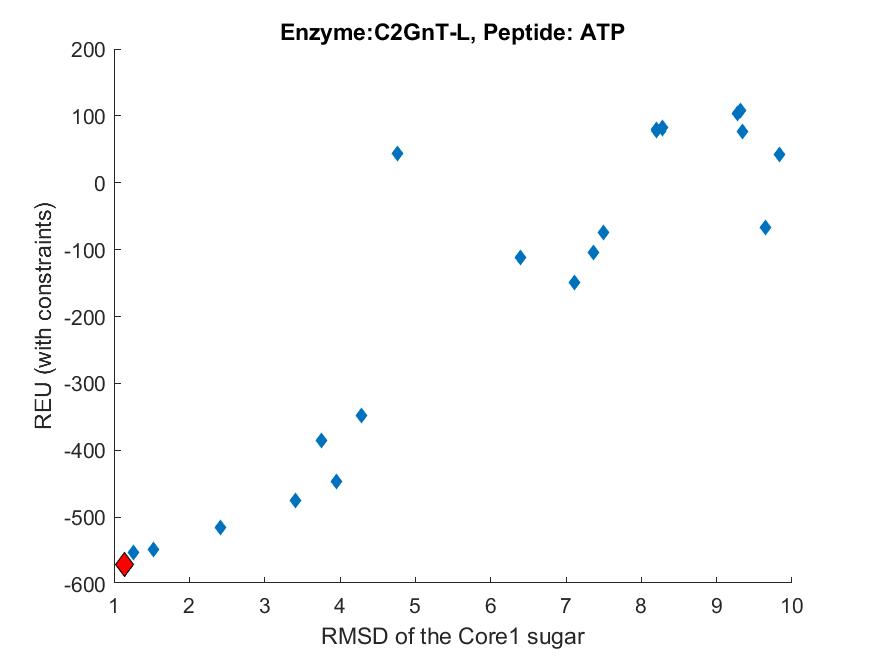 Enzyme:C2GnT-L, Peptide: ATP
200
100
0
-100
-200
-300
-400
-500
-600
REU (with constraints)
1 2 3 4 5 6 7 8 9 10
RMSD of the Core1 sugar